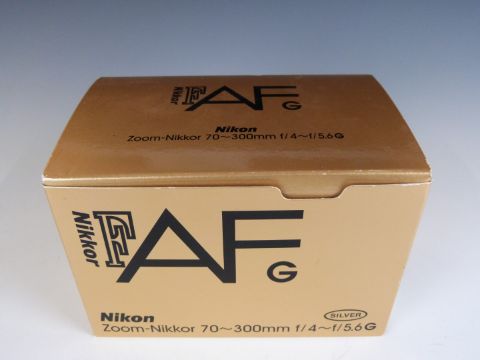 Nikkor AF G
Nikon
Zoom-Nikkor 70~300mm f/4~f/5.6G
Nikkor AF G
Nikon
SILVER
Zoom-Nikkor 70~300mm f/4~f/5.6G